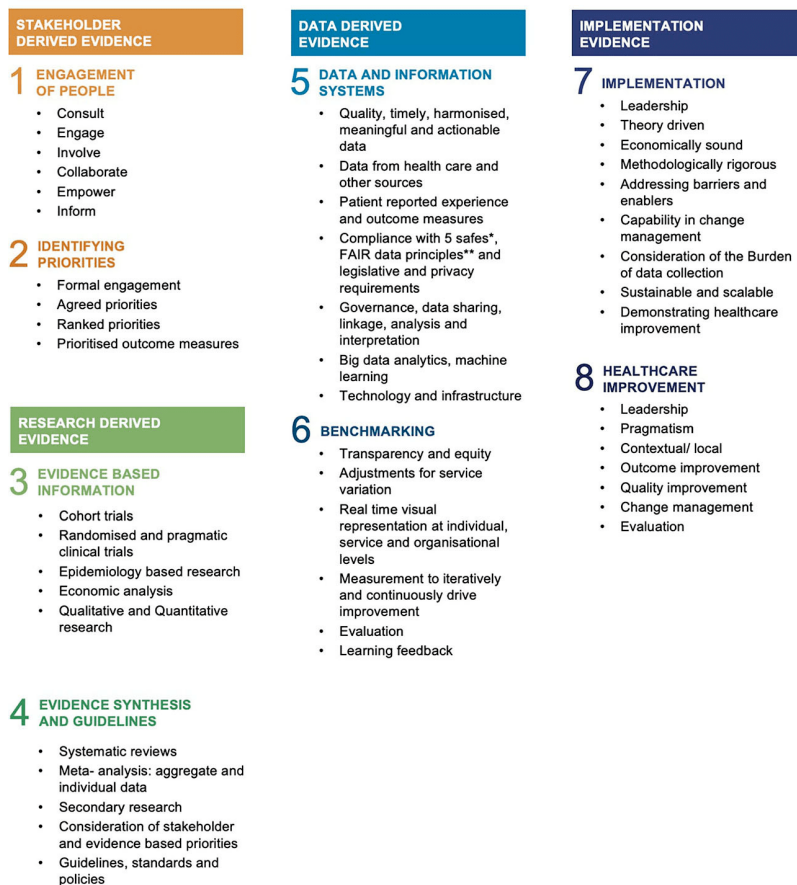 STAKEHOLDER
DERIVED EVIDENCE
1 ENGAGEMENT
OF PEOPLE
• Consult
• Engage
• Involve
• Collaborate
• Empower
• Inform
2 IDENTIFYING
PRIORITIES
• Formal engagement
• Agreed priorities
• Ranked priorities
• Prioritised outcome measures
RESEARCH DERIVED
EVIDENCE
3 EVIDENCE BASED
INFORMATION
• Cohort trials
• Randomised and pragmatic
clinical trials
• Epidemiology based research
• Economic analysis
• Qualitative and Quantitative
research
4 EVIDENCE SYNTHESIS
AND GUIDELINES
• Systematic reviews
• Meta- analysis: aggregate and
individual data
• Secondary research
• Consideration of stakeholder
and evidence based priorities
• Guidelines, standards and
policies
DATA DERIVED
EVIDENCE
5 DATA AND INFORMATION
SYSTEMS
• Quality, timely, harmonised,
meaningful and actionable
data
• Data from health care and
other sources
• Patient reported experience
and outcome measures
• Compliance with 5 safes*,
FAIR data principles** and
legislative and privacy
requirements
• Governance, data sharing,
linkage, analysis and
interpretation
• Big data analytics, machine
learning
• Technology and infrastructure
6 BENCHMARKING
• Transparency and equity
• Adjustments for service
variation
• Real time visual
representation at individual,
service and organisational
levels
• Measurement to iteratively
and continuously drive
improvement
• Evaluation
• Learning feedback
IMPLEMENTATION
EVIDENCE
7 IMPLEMENTATION
• Leadership
• Theory driven
• Economically sound
• Methodologically rigorous
• Addressing barriers and
enablers
• Capability in change
management
• Consideration of the Burden
of data collection
• Sustainable and scalable
• Demonstrating healthcare
improvement
8 HEALTHCARE
IMPROVEMENT
• Leadership
• Pragmatism
• Contextual/ local
• Outcome improvement
• Quality improvement
• Change management
• Evaluation